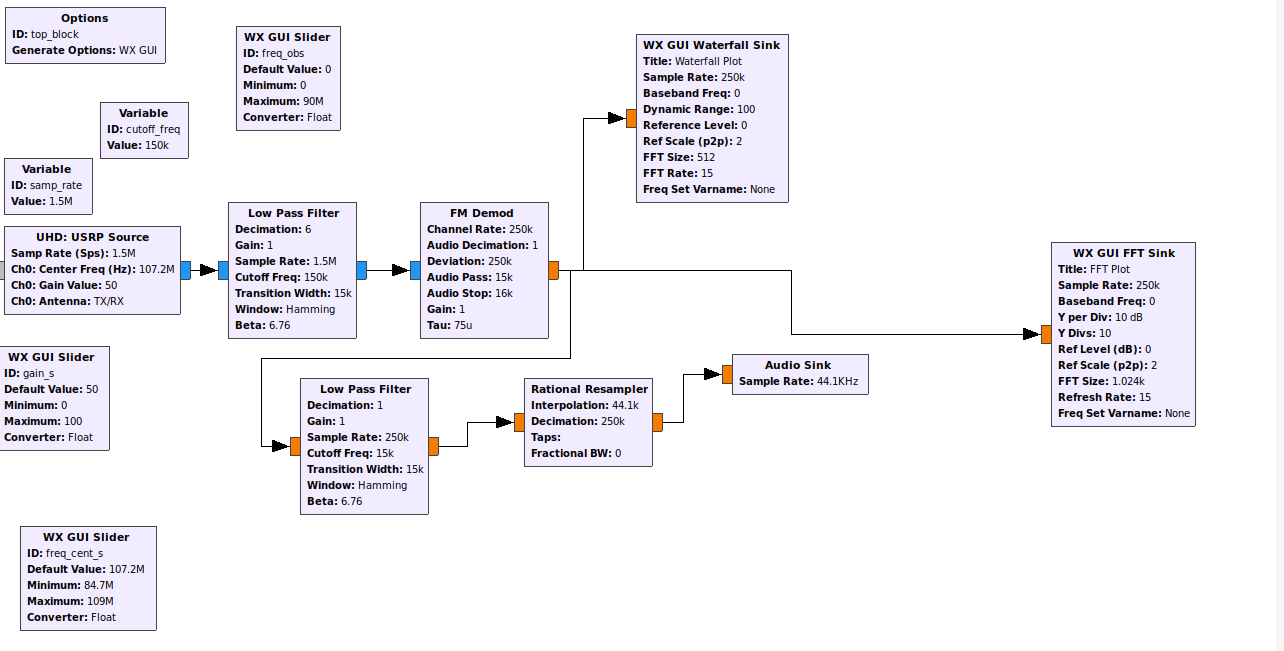 Options
ID: top_block
Generate Options: WX GUI
WX GUI Slider
ID: freq_obs
Default Value: 0
Minimum: 0
Maximum: 90M
Converter: Float
WX GUI Waterfall Sink
Title: Waterfall Plot
Sample Rate: 250k
Baseband Freq: 0
Dynamic Range: 100
Reference Level: 0
Ref Scale (p2p): 2
FFT Size: 512
FFT Rate: 15
Freq Set Varname: None
Variable
ID: cutoff_freq
Value: 150k
Variable
ID: samp_rate
Value: 1.5M
UHD: USRP Source
Samp Rate (Sps): 1.5M
Ch0: Center Freq (Hz): 107.2M
Ch0: Gain Value: 50
Ch0: Antenna: TX/RX
Low Pass Filter
Decimation: 6
Gain: 1
Sample Rate: 1.5M
Cutoff Freq: 150k
Transition Width: 15k
Window: Hamming
Beta: 6.76
FM Demod
Channel Rate: 250k
Audio Decimation: 1
Deviation: 250k
Audio Pass: 15k
Audio Stop: 16k
Gain: 1
Tau: 75u
WX GUI FFT Sink
Title: FFT Plot
Sample Rate: 250k
Baseband Freq: 0
Y per Div: 10 dB
Y Divs: 10
Ref Level (dB): 0
Ref Scale (p2p): 2
FFT Size: 1.024k
Refresh Rate: 15
Freq Set Varname: None
WX GUI Slider
ID: gain_s
Default Value: 50
Minimum: 0
Maximum: 100
Converter: Float
Low Pass Filter
Decimation: 1
Gain: 1
Sample Rate: 250k
Cutoff Freq: 15k
Transition Width: 15k
Window: Hamming
Beta: 6.76
Rational Resampler
Interpolation: 44.1k
Decimation: 250k
Taps:
Fractional BW: 0
Audio Sink
Sample Rate: 44.1KHz
WX GUI Slider
ID: freq_cent_s
Default Value: 107.2M
Minimum: 84.7M
Maximum: 109M
Converter: Float